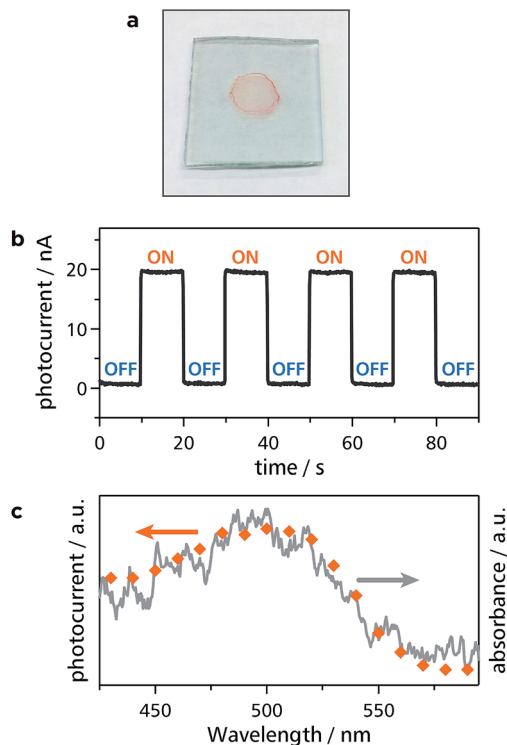 a
b
photocurrent / nA
20
10
0
ON ON ON ON
OFF OFF OFF OFF OFF
0 20 40 60 80
time / s
c
photocurrent / a.u.
absorbance / a.u.
450 500 550
Wavelength / nm